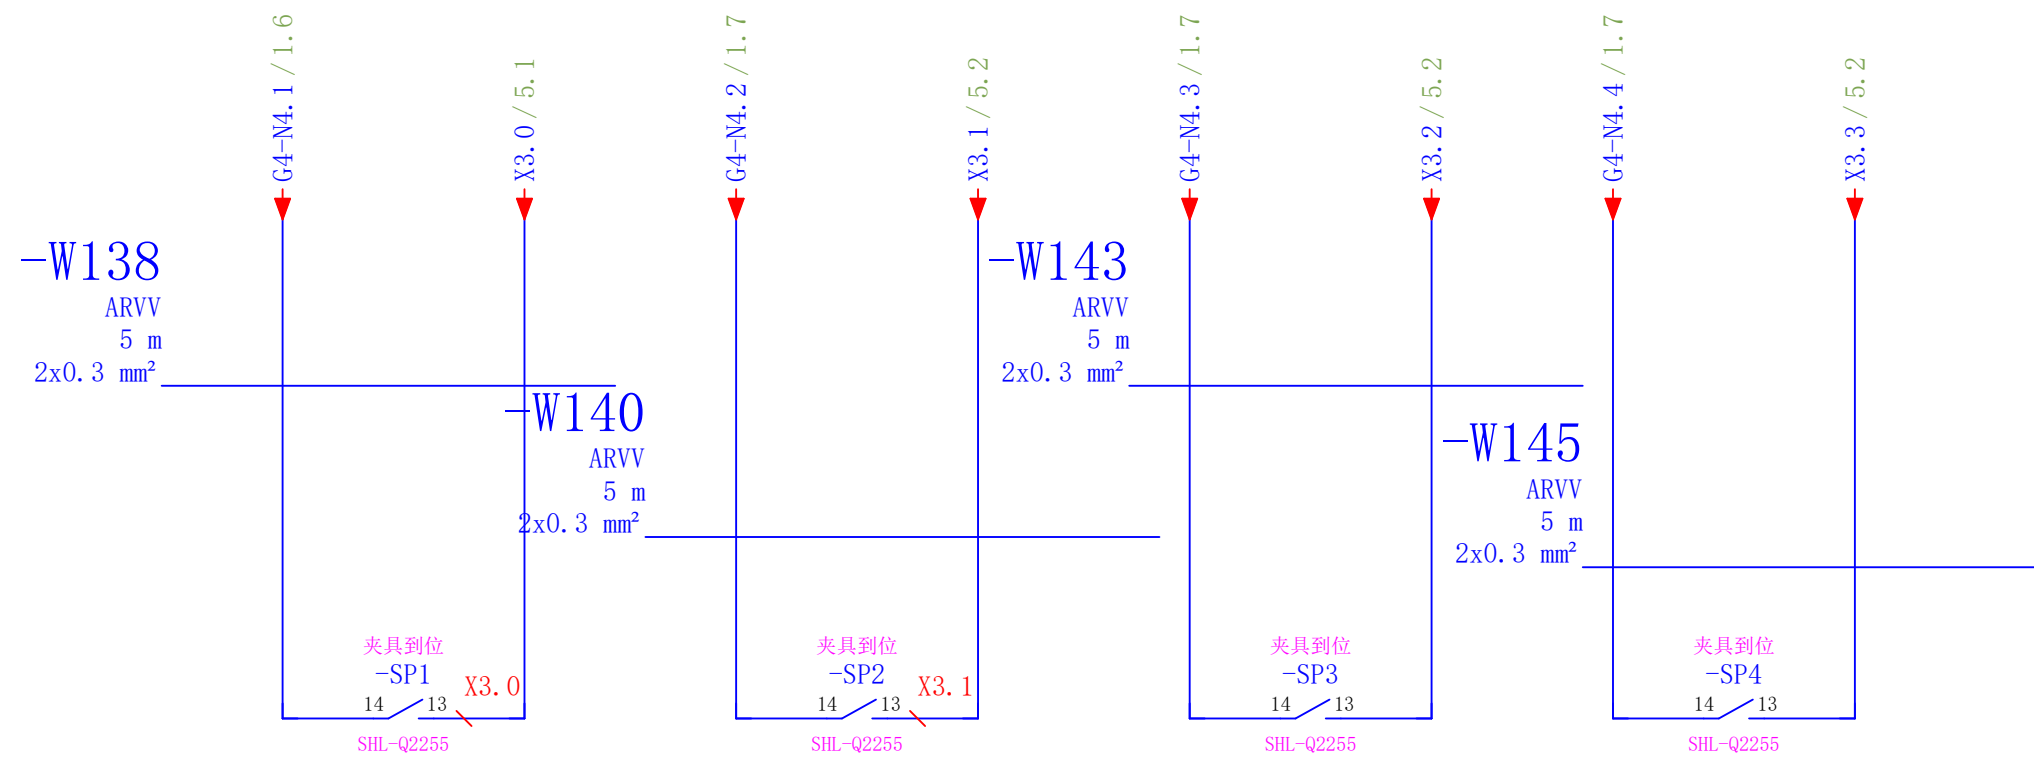 G4-N4.1/1.6
X3.0/5.1
G4-N4.2/1.7
X3.1/5.2
G4-N4.3/1.7
X3.2/5.2
G4-N4.4/1.7
X3.3/5.2
-W138
ARVV
5 m
2x0.3 mm²
-W140
ARVV
5 m
2x0.3 mm²
-W143
ARVV
5 m
2x0.3 mm²
-W145
ARVV
5 m
2x0.3 mm²
夹具到位
-SP1
14 13 X3.0
SHL-Q2255
夹具到位
-SP2
14 13 X3.1
SHL-Q2255
夹具到位
-SP3
14 13
SHL-Q2255
夹具到位
-SP4
14 13
SHL-Q2255